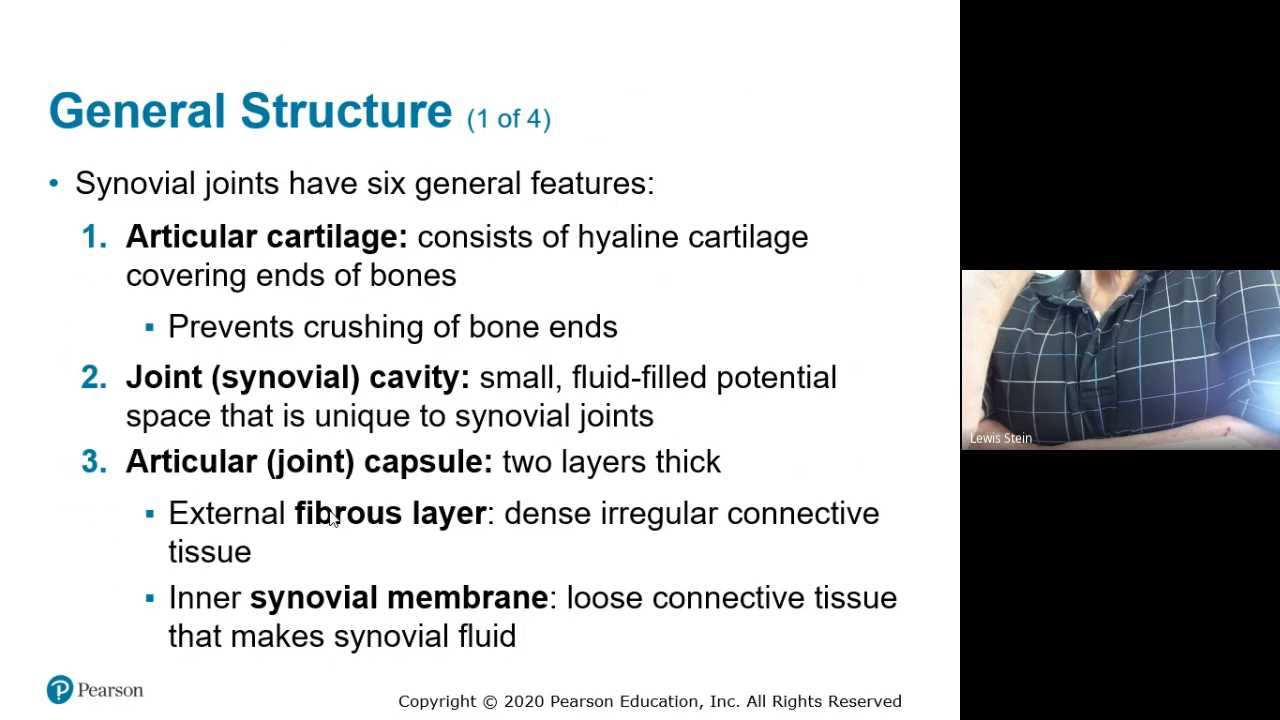 General Structure (1 of 4)
• Synovial joints have six general features:
1. Articular cartilage: consists of hyaline cartilage
covering ends of bones
▪ Prevents crushing of bone ends
2. Joint (synovial) cavity: small, fluid-filled potential
space that is unique to synovial joints
3. Articular (joint) capsule: two layers thick
▪ External fibrous layer: dense irregular connective
tissue
▪ Inner synovial membrane: loose connective tissue
that makes synovial fluid
Pearson
Copyright © 2020 Pearson Education, Inc. All Rights Reserved
Lewis Stein